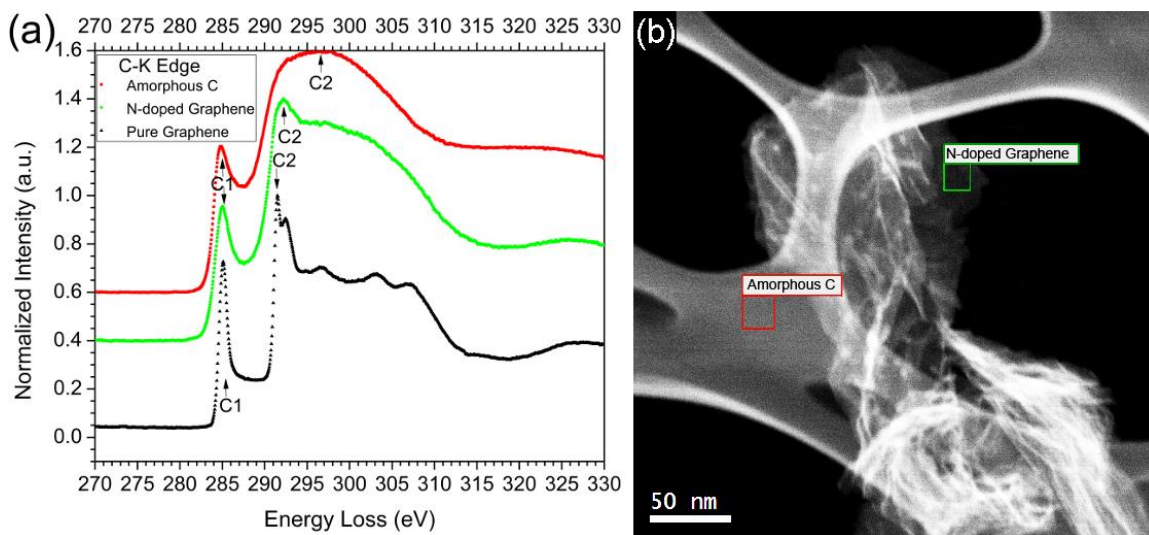 (a)
270 275 280 285 290 295 300 305 310 315 320 325 330
1.6
1.4
1.2
1.0
0.8
0.6
0.4
0.2
0.0
Normalized Intensity (a.u.)
C-K Edge
Amorphous C
N-doped Graphene
Pure Graphene
C2
C2
C1
C2
C1
270 275 280 285 290 295 300 305 310 315 320 325 330
Energy Loss (eV)
(b)
N-doped Graphene
Amorphous C
50 nm